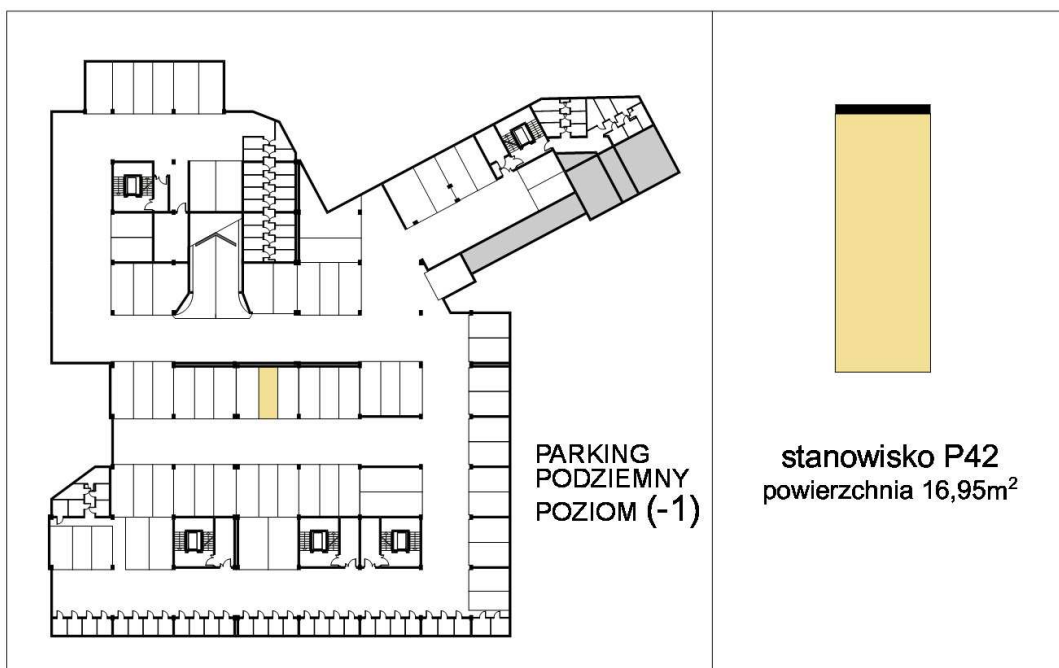 PARKING
PODZIEMNY
POZIOM (-1)
stanowisko P42
powierzchnia 16,95m²